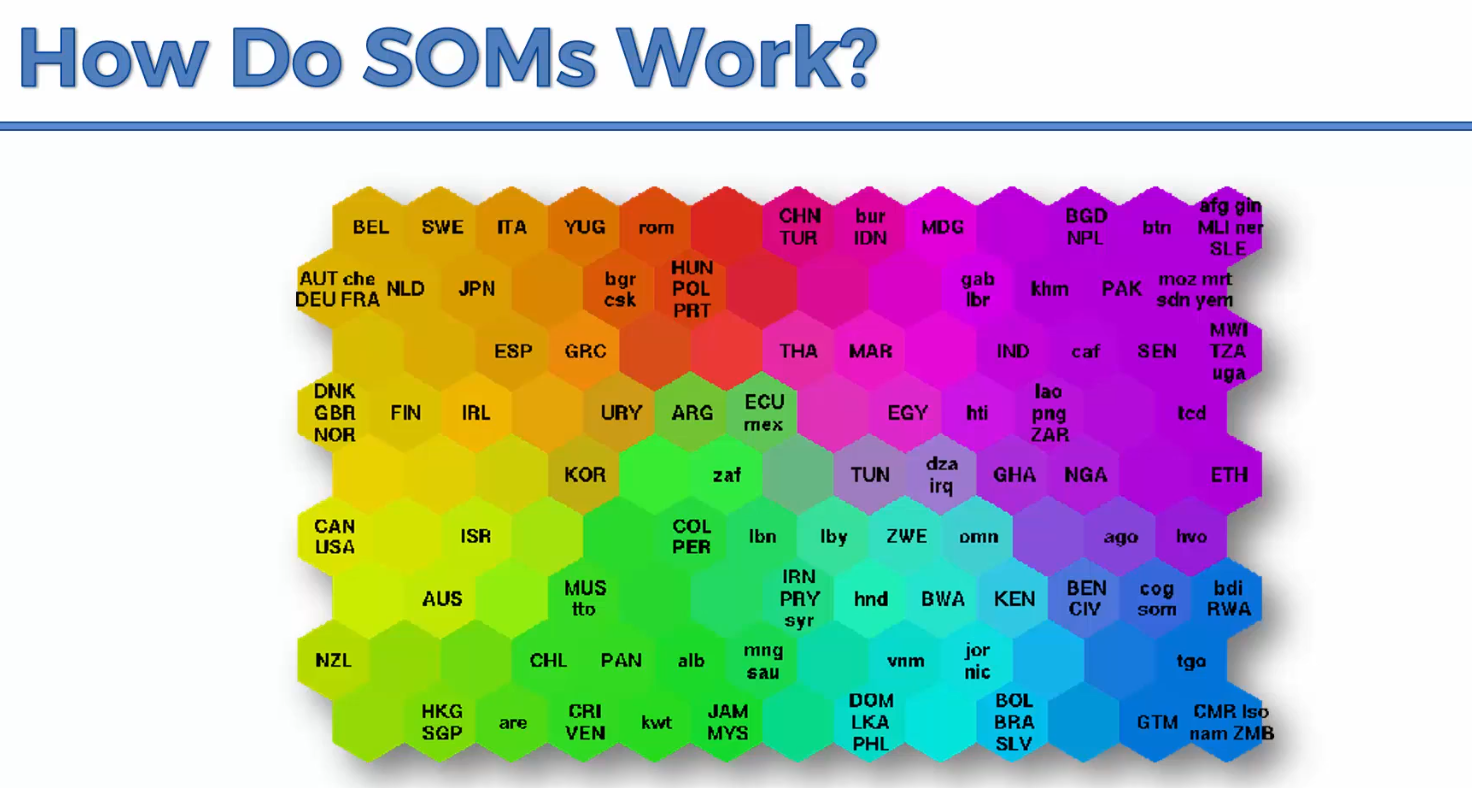 How Do SOMs Work?
BEL SWE ITA YUG rom CHN bur MDG BGD btn afg gin
TUR IDN NPL MLI ner
SLE
AUT che NLD JPN bgr HUN gab khm PAK moz mrt
DEU FRA csk POL lbr sdn yem
PRT
ESP GRC THA MAR IND caf SEN MWI
TZA
uga
DNK FIN IRL URY ARG ECU EGY hti lao tcd
GBR mex png
NOR ZAR
KOR zaf TUN dza GHA NGA ETH
irq
CAN ISR COL lbn lby ZWE omn ago hvo
USA PER
AUS MUS IRN hnd BWA KEN BEN cog bdi
tto PRY CIV som RWA
syr
NZL CHL PAN alb mng vnm jor tgo
sau nic
HKG are CRI kwt JAM DOM BOL GTM CMR lso
SGP VEN MYS LKA BRA nam ZMB
PHL SLV